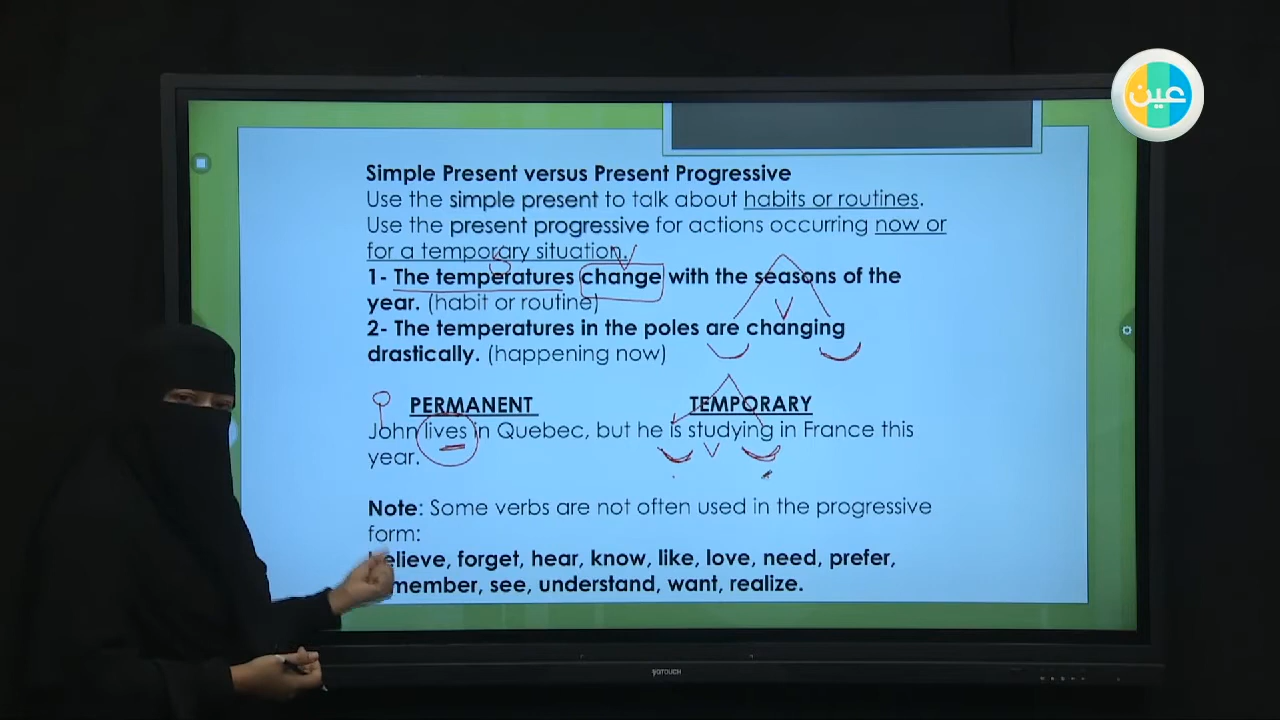 عين
Simple Present versus Present Progressive
Use the simple present to talk about habits or routines.
Use the present progressive for actions occurring now or
for a temporary situation.
1- The temperatures change with the seasons of the
year. (habit or routine)
2- The temperatures in the poles are changing
drastically. (happening now)
PERMANENT TEMPORARY
John lives in Quebec, but he is studying in France this
year.
Note: Some verbs are not often used in the progressive
form:
believe, forget, hear, know, like, love, need, prefer,
remember, see, understand, want, realize.